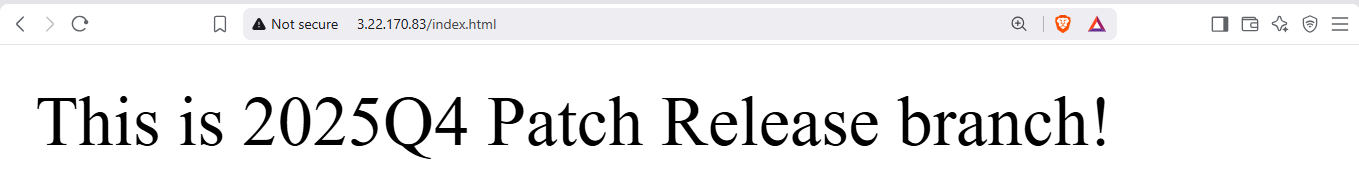 Not secure 3.22.170.83/index.html
This is 2025Q4 Patch Release branch!